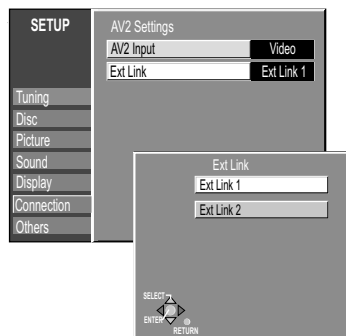 SETUP
AV2 Settings
AV2 Input Video
Ext Link Ext Link 1
Tuning
Disc
Picture
Sound
Display
Connection
Others
Ext Link
Ext Link 1
Ext Link 2
SELECT
ENTER
RETURN